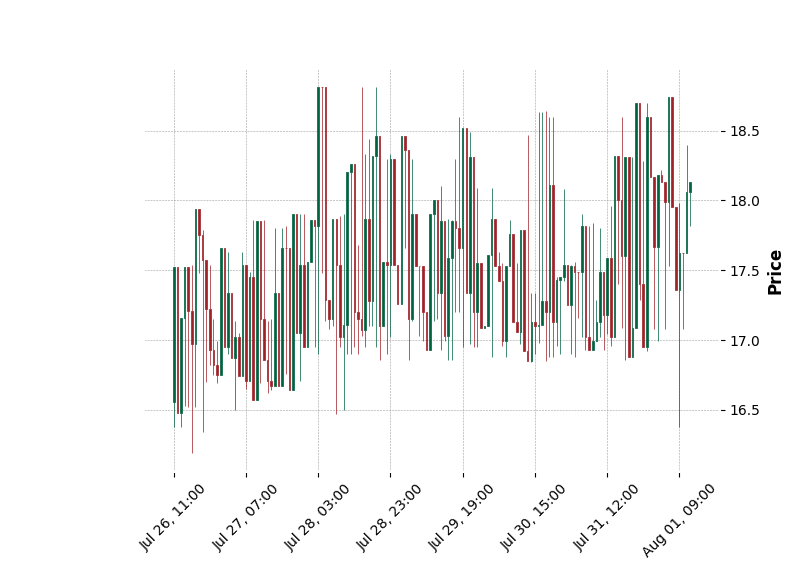 18.5
18.0
17.5
17.0
16.5
Price
Jul 26, 11:00
Jul 27, 07:00
Jul 28, 03:00
Jul 28, 23:00
Jul 29, 19:00
Jul 30, 15:00
Jul 31, 12:00
Aug 01, 09:00